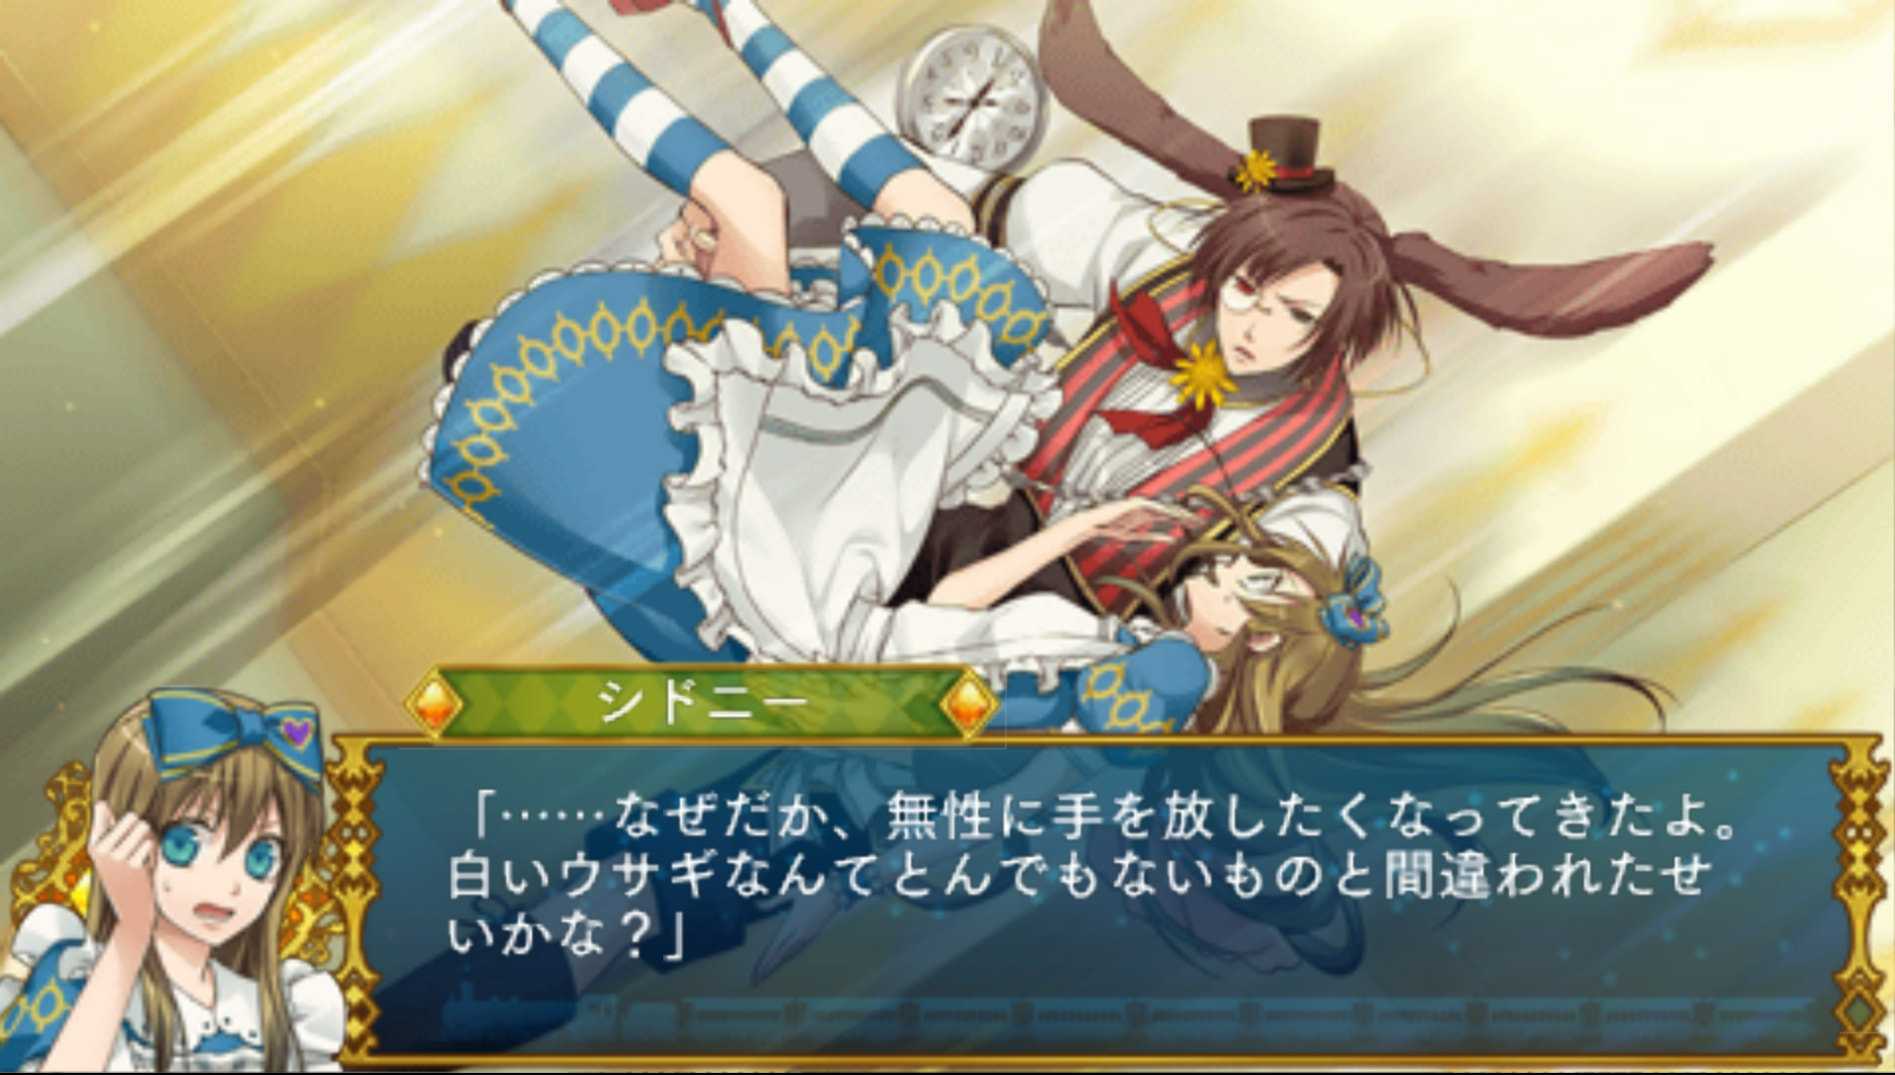 シドニー
「……なぜだか、無性に手を放したくなってきたよ。
白いウサギなんてとんでもないものと間違われたせ
いかな？」